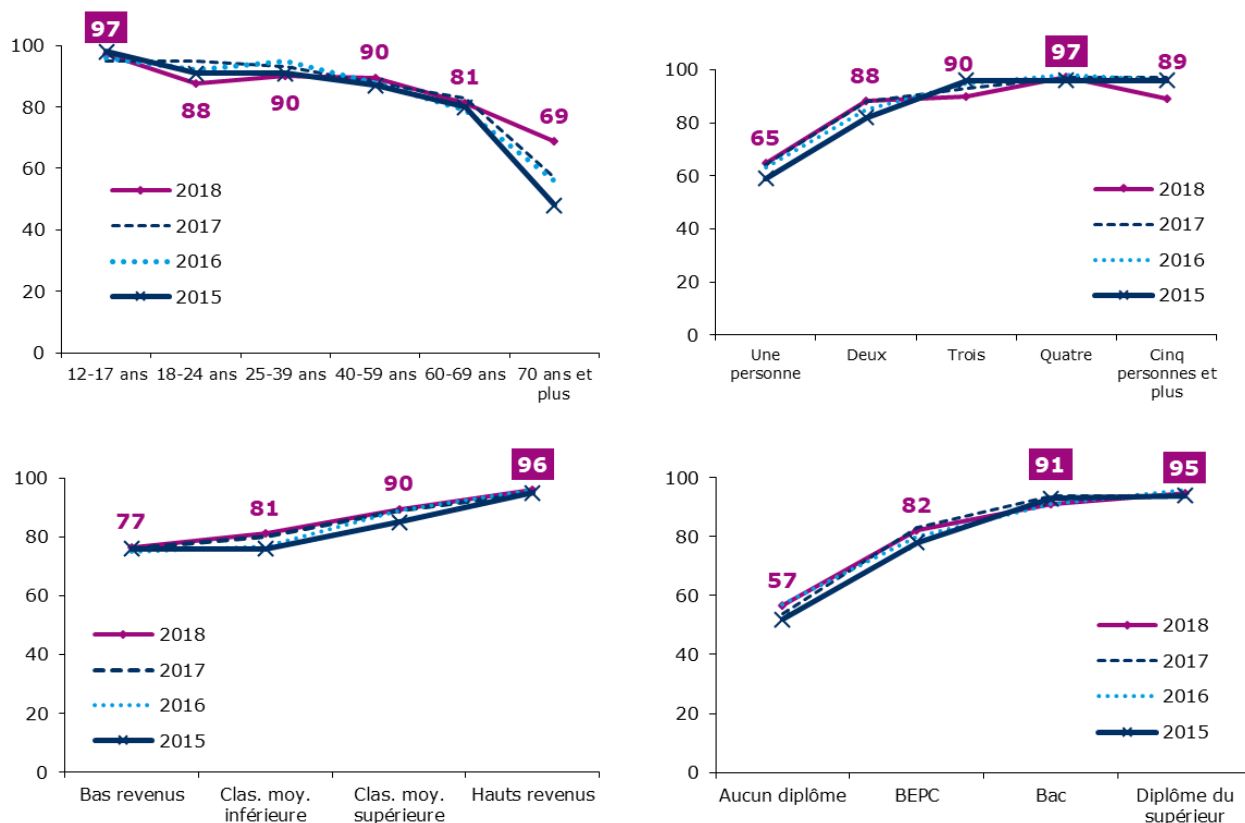 97
100
80
60
40
20
0
88
90
90
81
69
2018
2017
2016
2015
12-17 ans 18-24 ans 25-39 ans 40-59 ans 60-69 ans 70 ans et
plus
100
80
60
40
20
0
65
88
90
97
89
2018
2017
2016
2015
Une
personne
Deux
Trois
Quatre
Cinq
personnes et
plus
100
80
60
40
20
0
77
81
90
96
2018
2017
2016
2015
Bas revenus
Clas. moy.
inférieure
Clas. moy.
supérieure
Hauts revenus
100
80
60
40
20
0
57
82
91
95
2018
2017
2016
2015
Aucun diplôme
BEPC
Bac
Diplôme du
supérieur